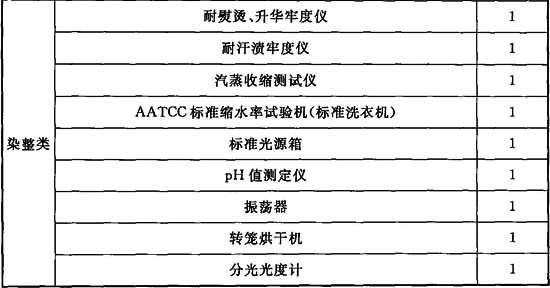 耐熨烫、升华牢度仪 1
耐汗渍牢度仪 1
汽蒸收缩测试仪 1
AATCC标准缩水率试验机(标准洗衣机) 1
染整类 标准光源箱 1
pH值测定仪 1
振荡器 1
转笼烘干机 1
分光光度计 1